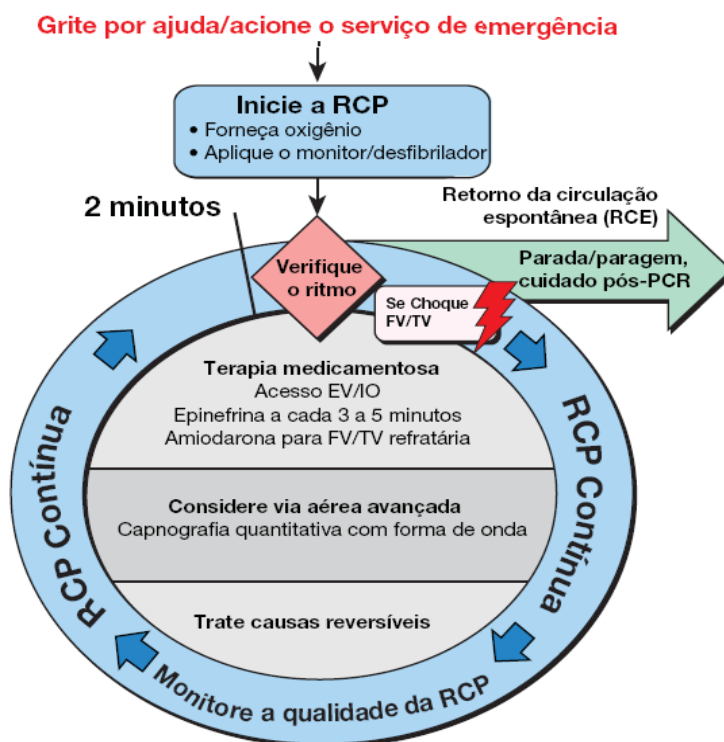 Grite por ajuda/acione o serviço de emergência
Inicie a RCP
• Forneça oxigênio
• Aplique o monitor/desfibrilador
2 minutos
Retorno da circulação
espontânea (RCE)
Verifique
o ritmo
Parada/paragem,
cuidado pós-PCR
Se Choque
FV/TV
Terapia medicamentosa
Acesso EV/IO
Epinefrina a cada 3 a 5 minutos
Amiodarona para FV/TV refratária
RCP Contínua
RCP Contínua
Considere via aérea avançada
Capnografia quantitativa com forma de onda
Trate causas reversíveis
Monitore a qualidade da RCP